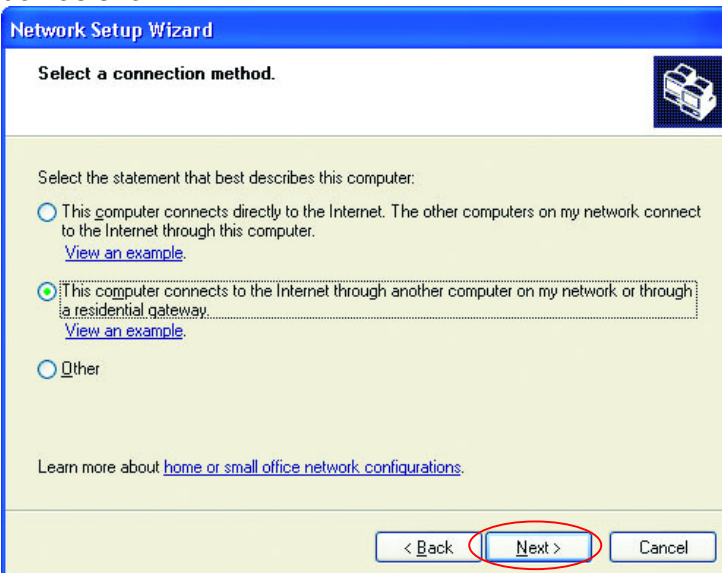 Network Setup Wizard
Select a connection method.
Select the statement that best describes this computer:
This computer connects directly to the Internet. The other computers on my network connect
to the Internet through this computer.
View an example.
This computer connects to the Internet through another computer on my network or through
a residential gateway.
View an example.
Other
Learn more about home or small office network configurations.
< Back Next > Cancel